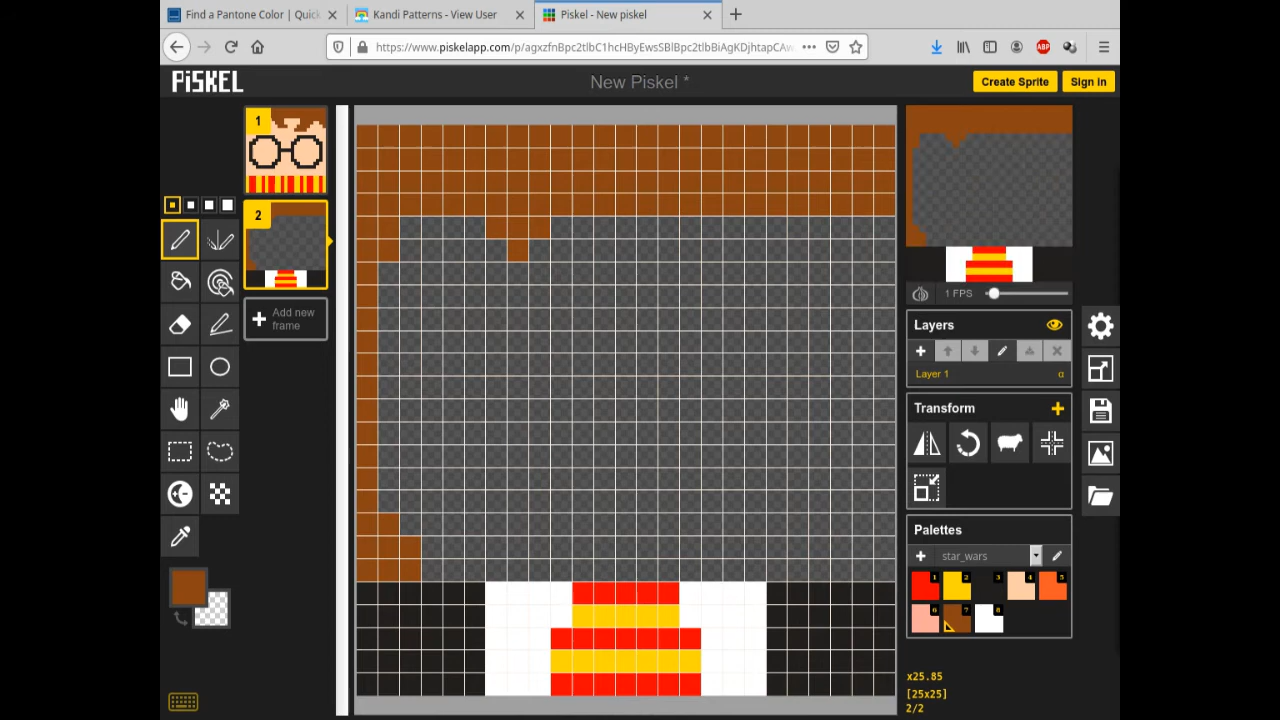 Find a Pantone Color | Quick
Kandi Patterns - View User
Piskel - New piskel
https://www.piskelapp.com/p/agxzfnBpc2tlbC1hcHByEwsSBlBpc2tlbBiAgKDjhtapCAw
ABP
PiSKEL
New Piskel *
Create Sprite
Sign in
1
2
Add new
frame
1 FPS
Layers
Layer 1
α
Transform
Palettes
star_wars
1
2
3
4
5
6
7
8
x25.85
[25x25]
2/2